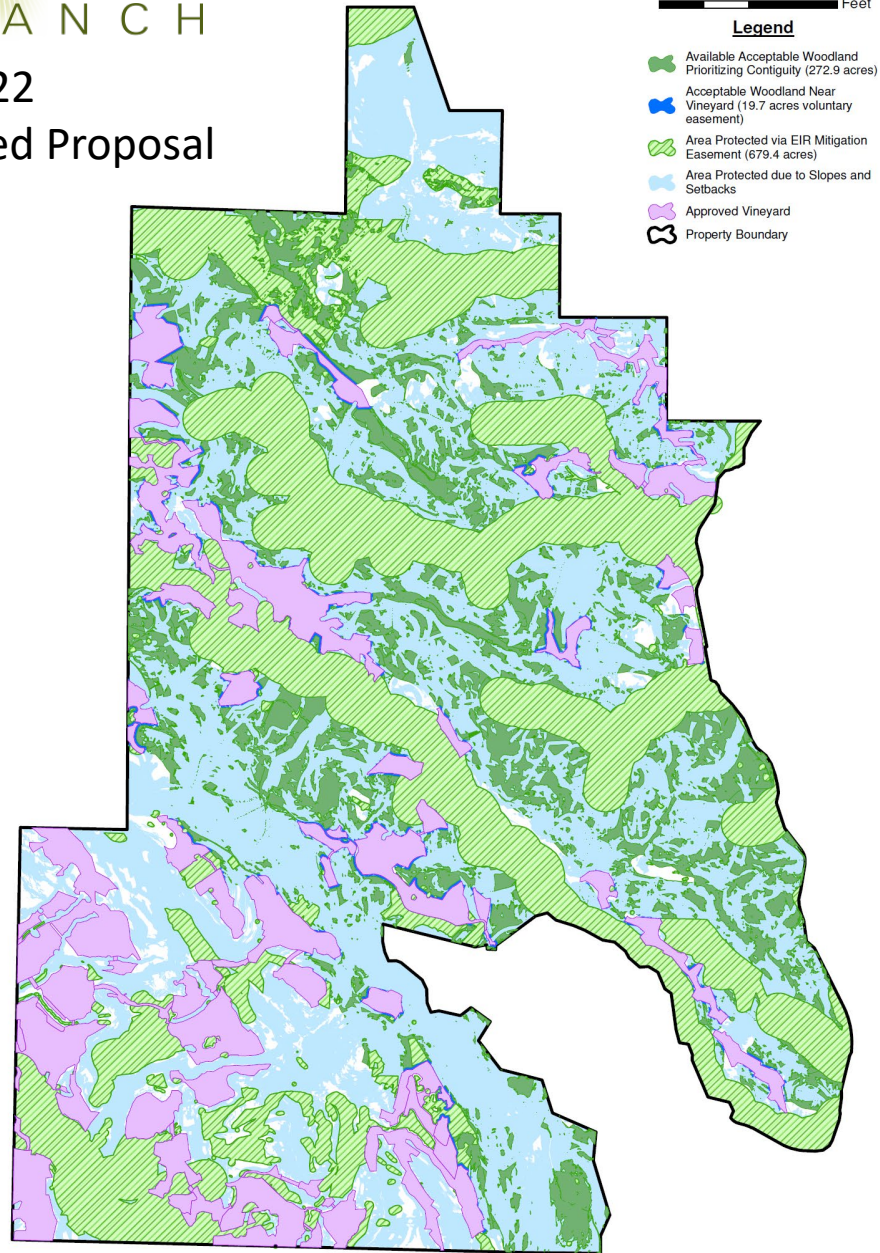 ANCH
22
ed Proposal
Feet
Legend
Available Acceptable Woodland
Prioritizing Contiguity (272.9 acres)
Acceptable Woodland Near
Vineyard (19.7 acres voluntary
easement)
Area Protected via EIR Mitigation
Easement (679.4 acres)
Area Protected due to Slopes and
Setbacks
Approved Vineyard
Property Boundary